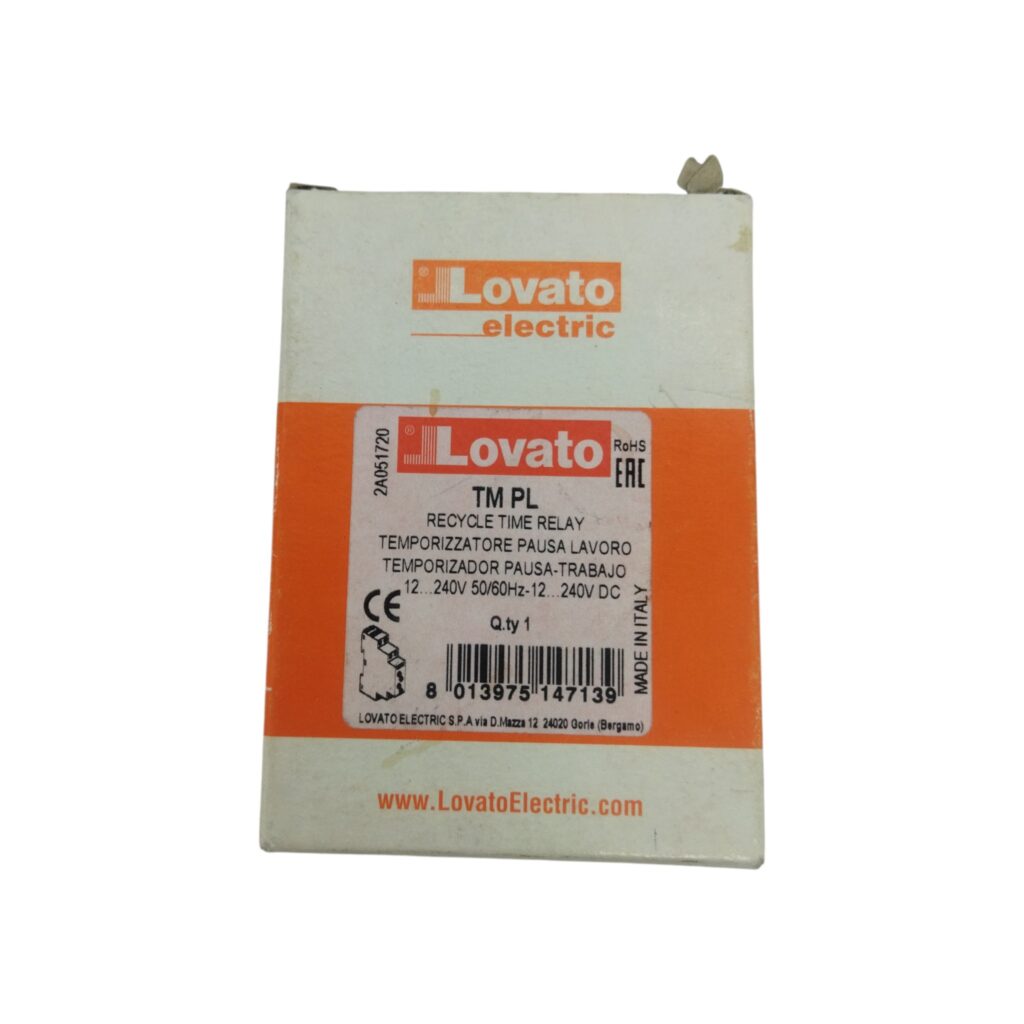 Lovato
electric
2A051720
Lovato
RoHS
EAC
TM PL
RECYCLE TIME RELAY
TEMPORIZZATORE PAUSA LAVORO
TEMPORIZADOR PAUSA-TRABAJO
12...240V 50/60Hz-12...240V DC
CE
Q.ty 1
MADE IN ITALY
8 013975 147139
LOVATO ELECTRIC S.P.A via D.Mazza 12 24020 Gorle (Bergamo)
www.LovatoElectric.com